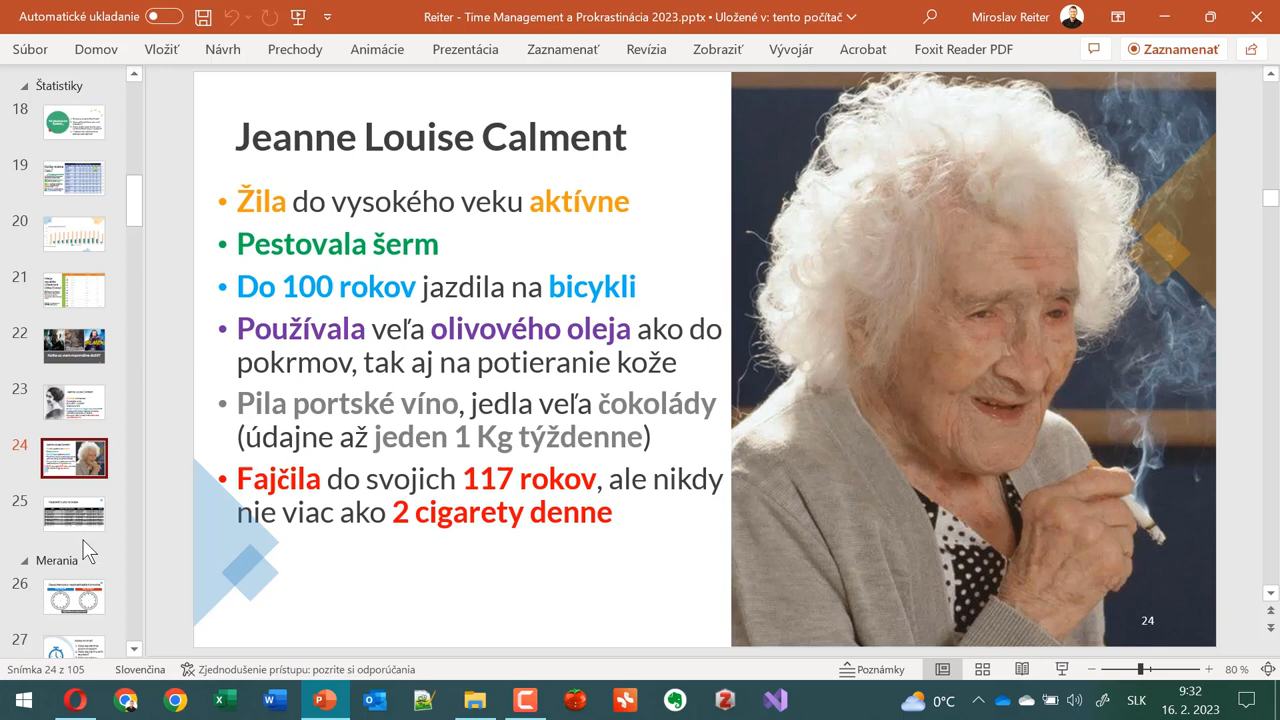 Automatické ukladanie
Reiter - Time Management a Prokrastinácia 2023.pptx • Uložené v: tento počítač
Miroslav Reiter
Súbor Domov Vložiť Návrh Prechody Animácie Prezentácia Zaznamenať Revízia Zobraziť Vývojár Acrobat Foxit Reader PDF Zaznamenať
Štatistiky
18
19
20
21
22
23
24
25
Merania
26
27
Jeanne Louise Calment
• Žila do vysokého veku aktívne
• Pestovala šerm
• Do 100 rokov jazdila na bicykli
• Používala veľa olivového oleja ako do
pokrmov, tak aj na potieranie kože
• Pila portské víno, jedla veľa čokolády
(údajne až jeden 1 Kg týždenne)
• Fajčila do svojich 117 rokov, ale nikdy
nie viac ako 2 cigarety denne
24
Snímka 24 z 105 Slovenčina Zjednodušenie prístupu: pozrite si odporúčania Poznámky 80 %
0°C SLK 9:32
16. 2. 2023